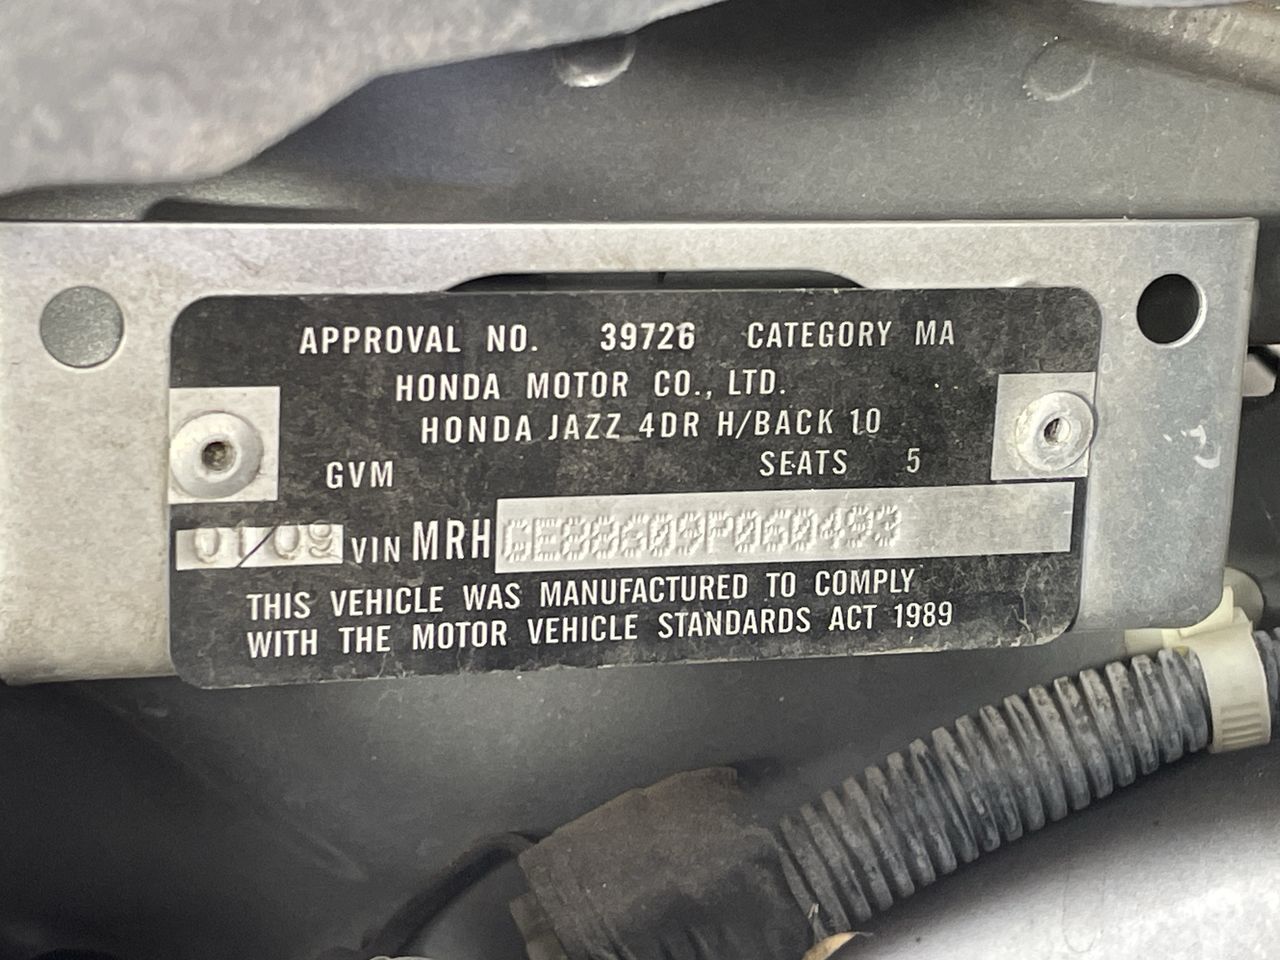 APPROVAL NO. 39726 CATEGORY MA
HONDA MOTOR CO., LTD.
HONDA JAZZ 4DR H/BACK 10
GVM SEATS 5
01/09 VIN MRH
THIS VEHICLE WAS MANUFACTURED TO COMPLY
WITH THE MOTOR VEHICLE STANDARDS ACT 1989